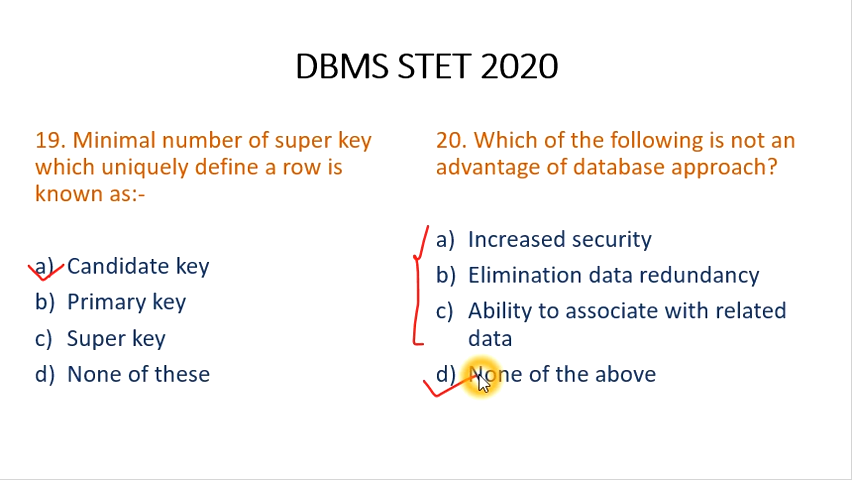 DBMS STET 2020
19. Minimal number of super key
which uniquely define a row is
known as:-
a) Candidate key
b) Primary key
c) Super key
d) None of these
20. Which of the following is not an
advantage of database approach?
a) Increased security
b) Elimination data redundancy
c) Ability to associate with related
data
d) None of the above